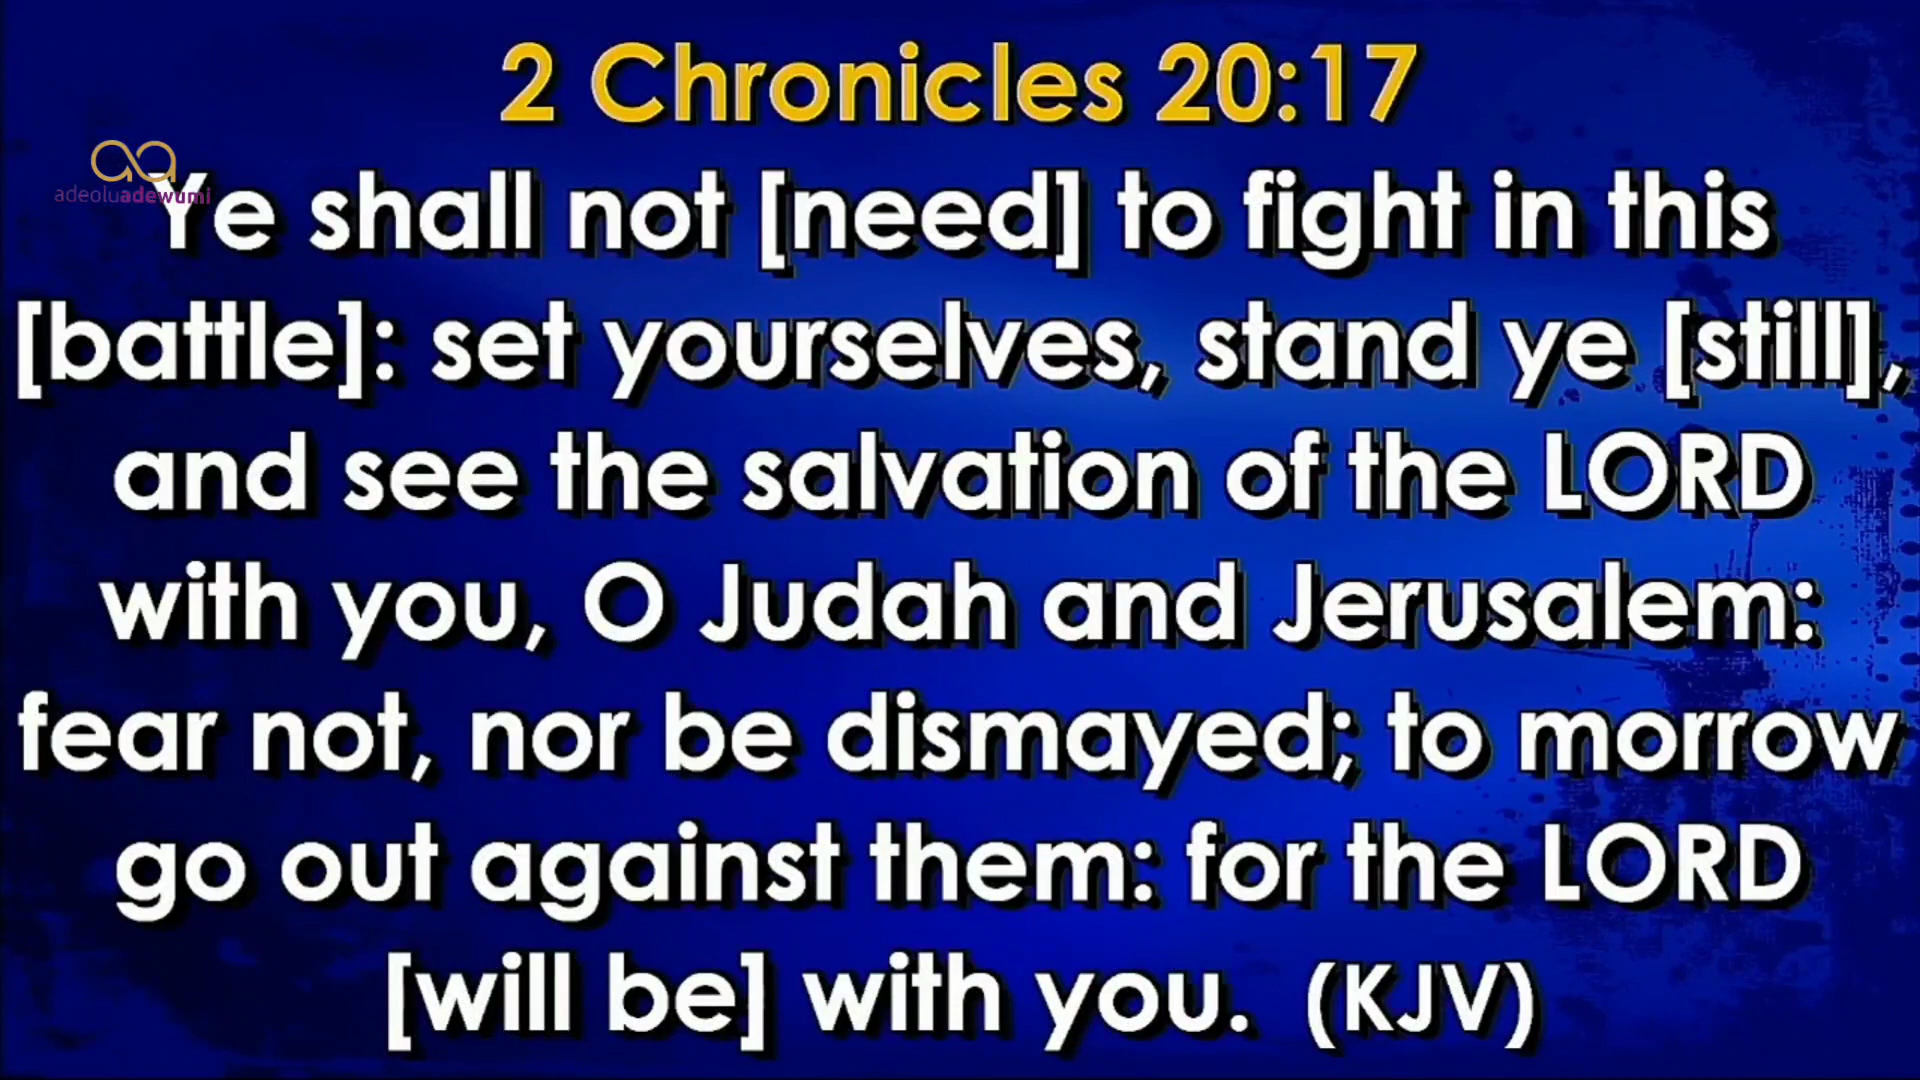 2 Chronicles 20:17
adeoluadewumi
Ye shall not [need] to fight in this
[battle]: set yourselves, stand ye [still],
and see the salvation of the LORD
with you, O Judah and Jerusalem:
fear not, nor be dismayed; to morrow
go out against them: for the LORD
[will be] with you. (KJV)